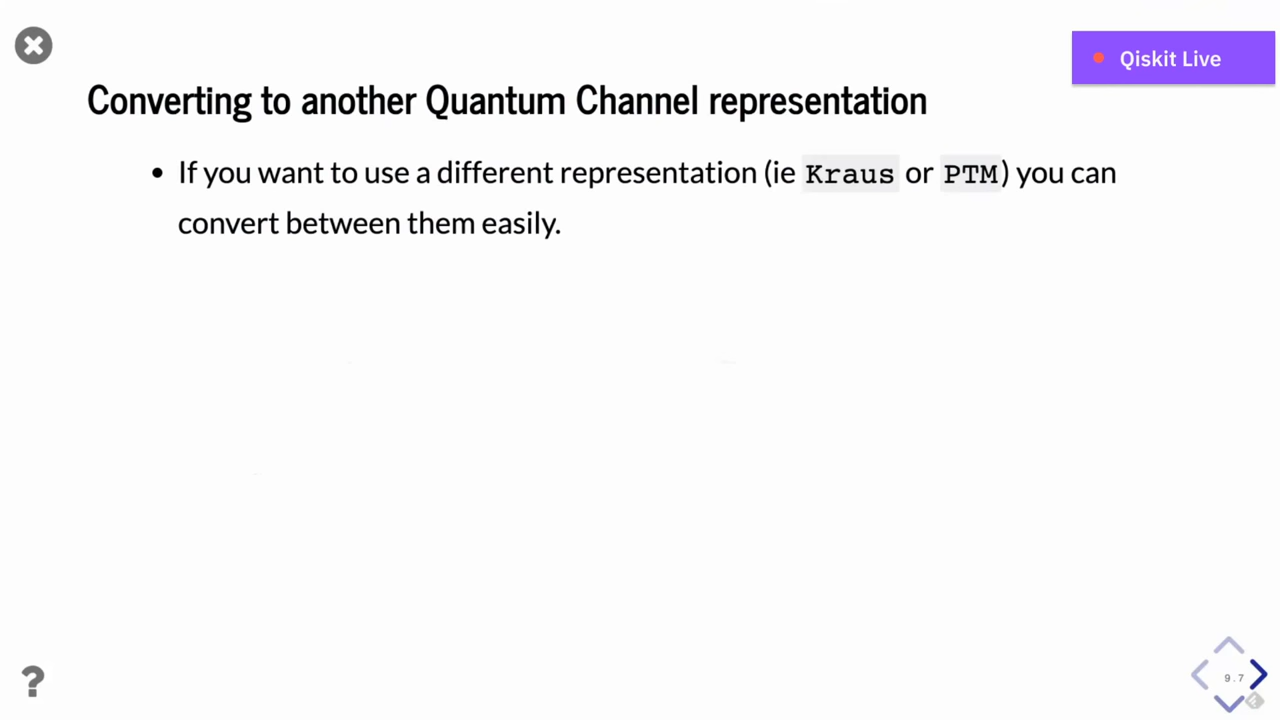 Qiskit Live
Converting to another Quantum Channel representation
• If you want to use a different representation (ie Kraus or PTM) you can
convert between them easily.
?
9.7